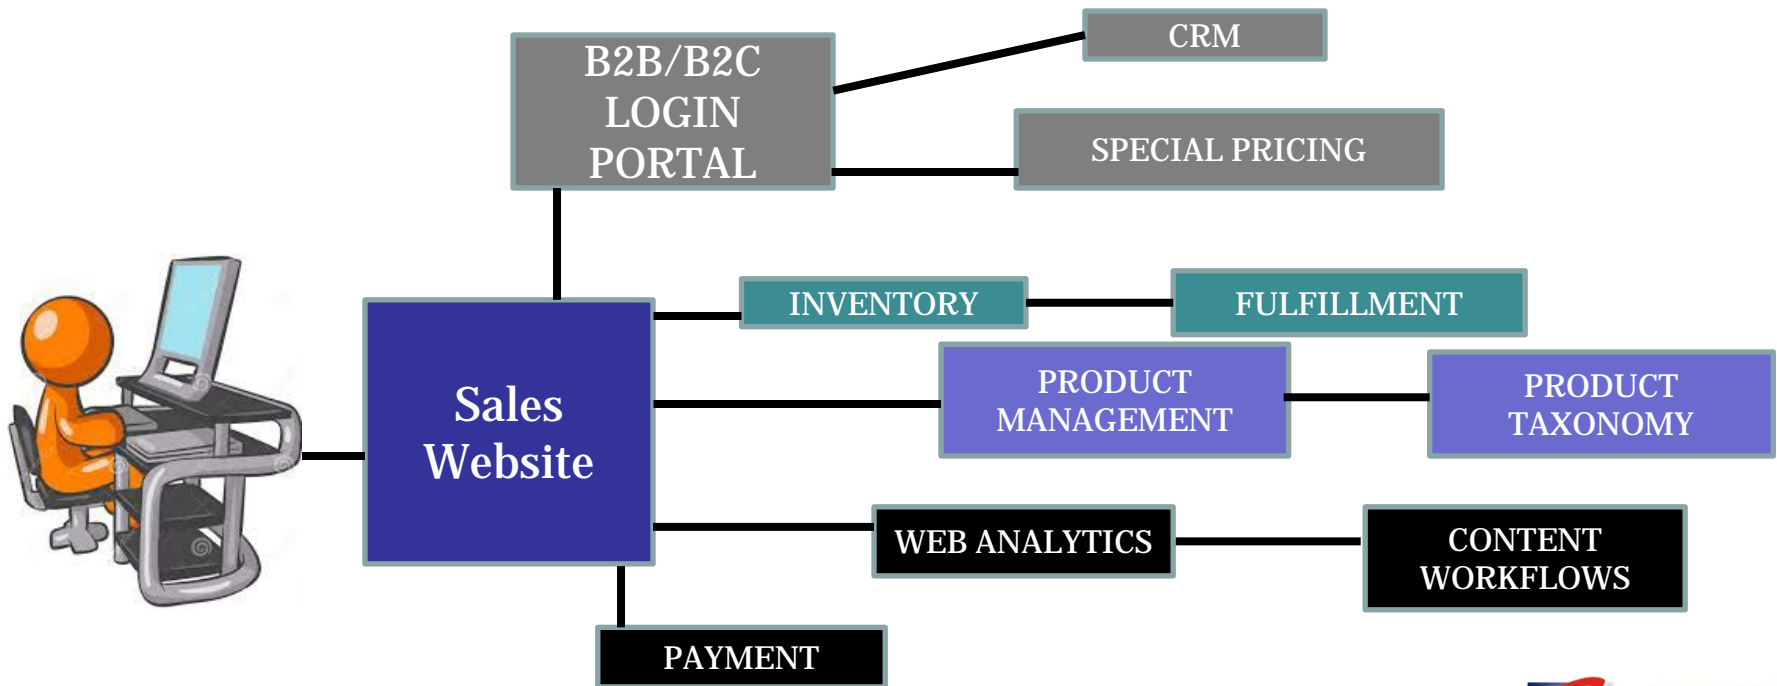 CRM
B2B/B2C
LOGIN
PORTAL
SPECIAL PRICING
INVENTORY
FULFILLMENT
Sales
Website
PRODUCT
MANAGEMENT
PRODUCT
TAXONOMY
WEB ANALYTICS
CONTENT
WORKFLOWS
PAYMENT